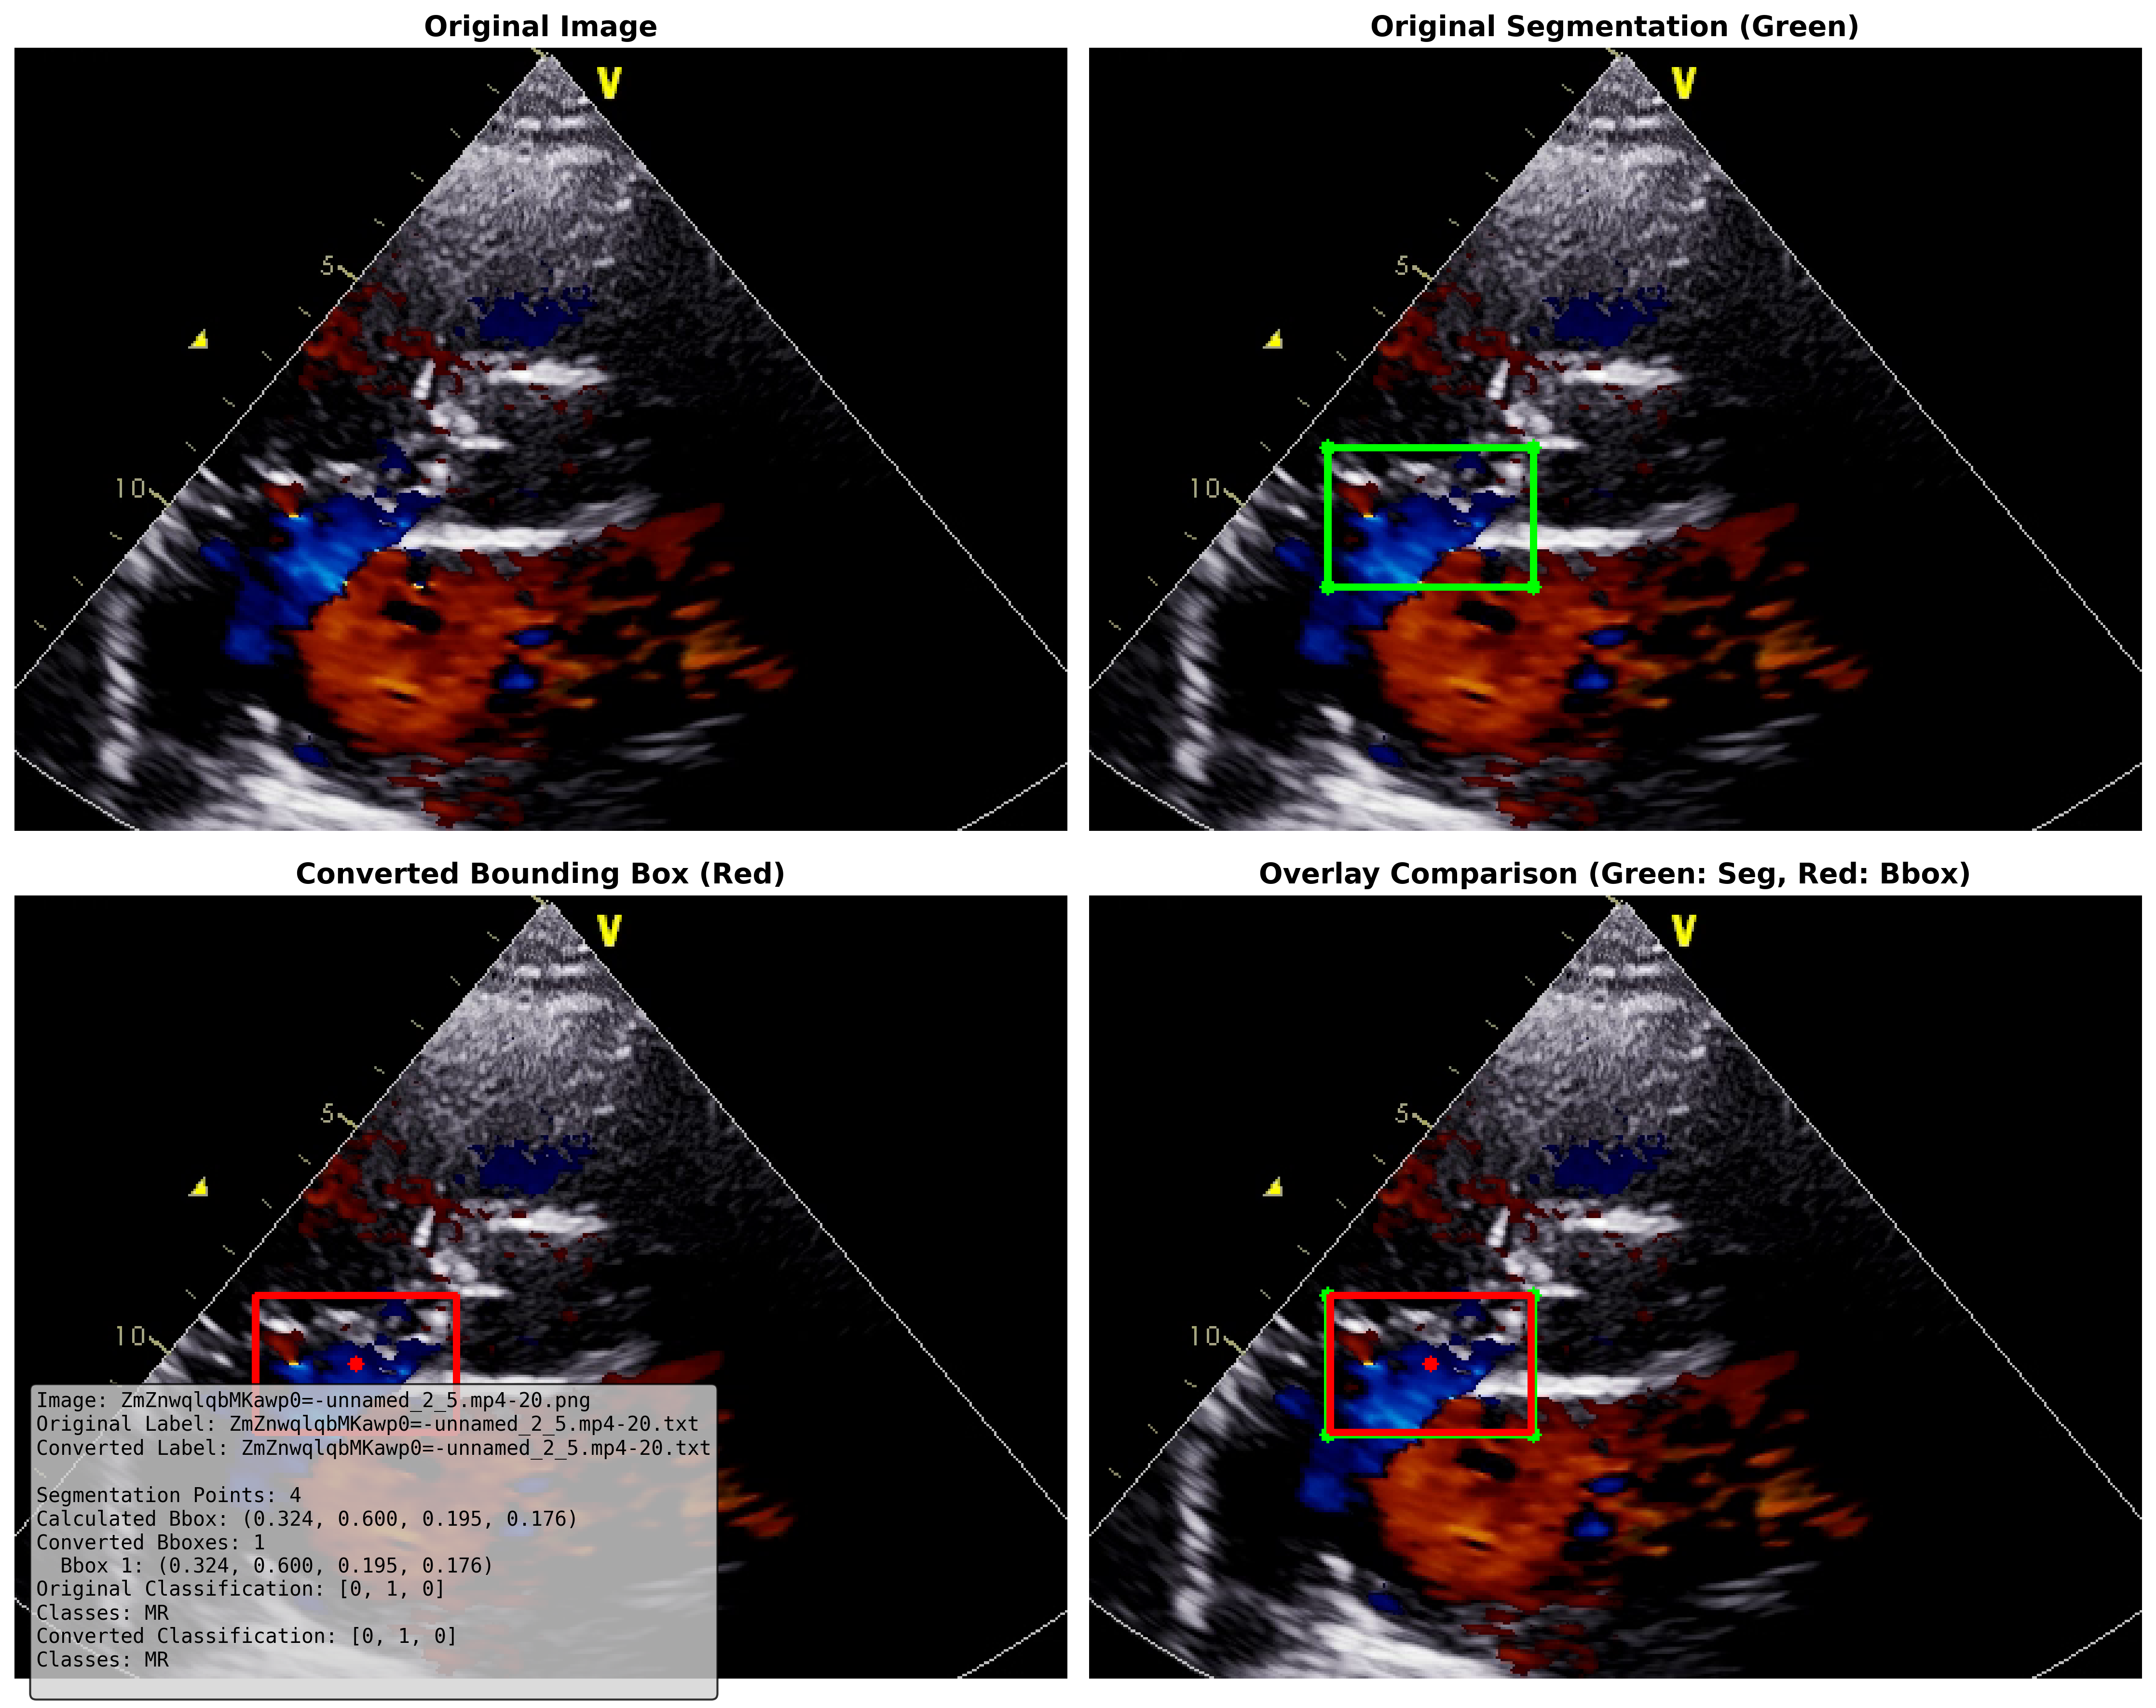 Original Image
Original Segmentation (Green)
V
5
10
V
5
10
Converted Bounding Box (Red)
Overlay Comparison (Green: Seg, Red: Bbox)
V
5
10
V
5
10
Image: ZmZnwqlqbMKawp0=-unnamed_2_5.mp4-20.png
Original Label: ZmZnwqlqbMKawp0=-unnamed_2_5.mp4-20.txt
Converted Label: ZmZnwqlqbMKawp0=-unnamed_2_5.mp4-20.txt
Segmentation Points: 4
Calculated Bbox: (0.324, 0.600, 0.195, 0.176)
Converted Bboxes: 1
Bbox 1: (0.324, 0.600, 0.195, 0.176)
Original Classification: [0, 1, 0]
Classes: MR
Converted Classification: [0, 1, 0]
Classes: MR